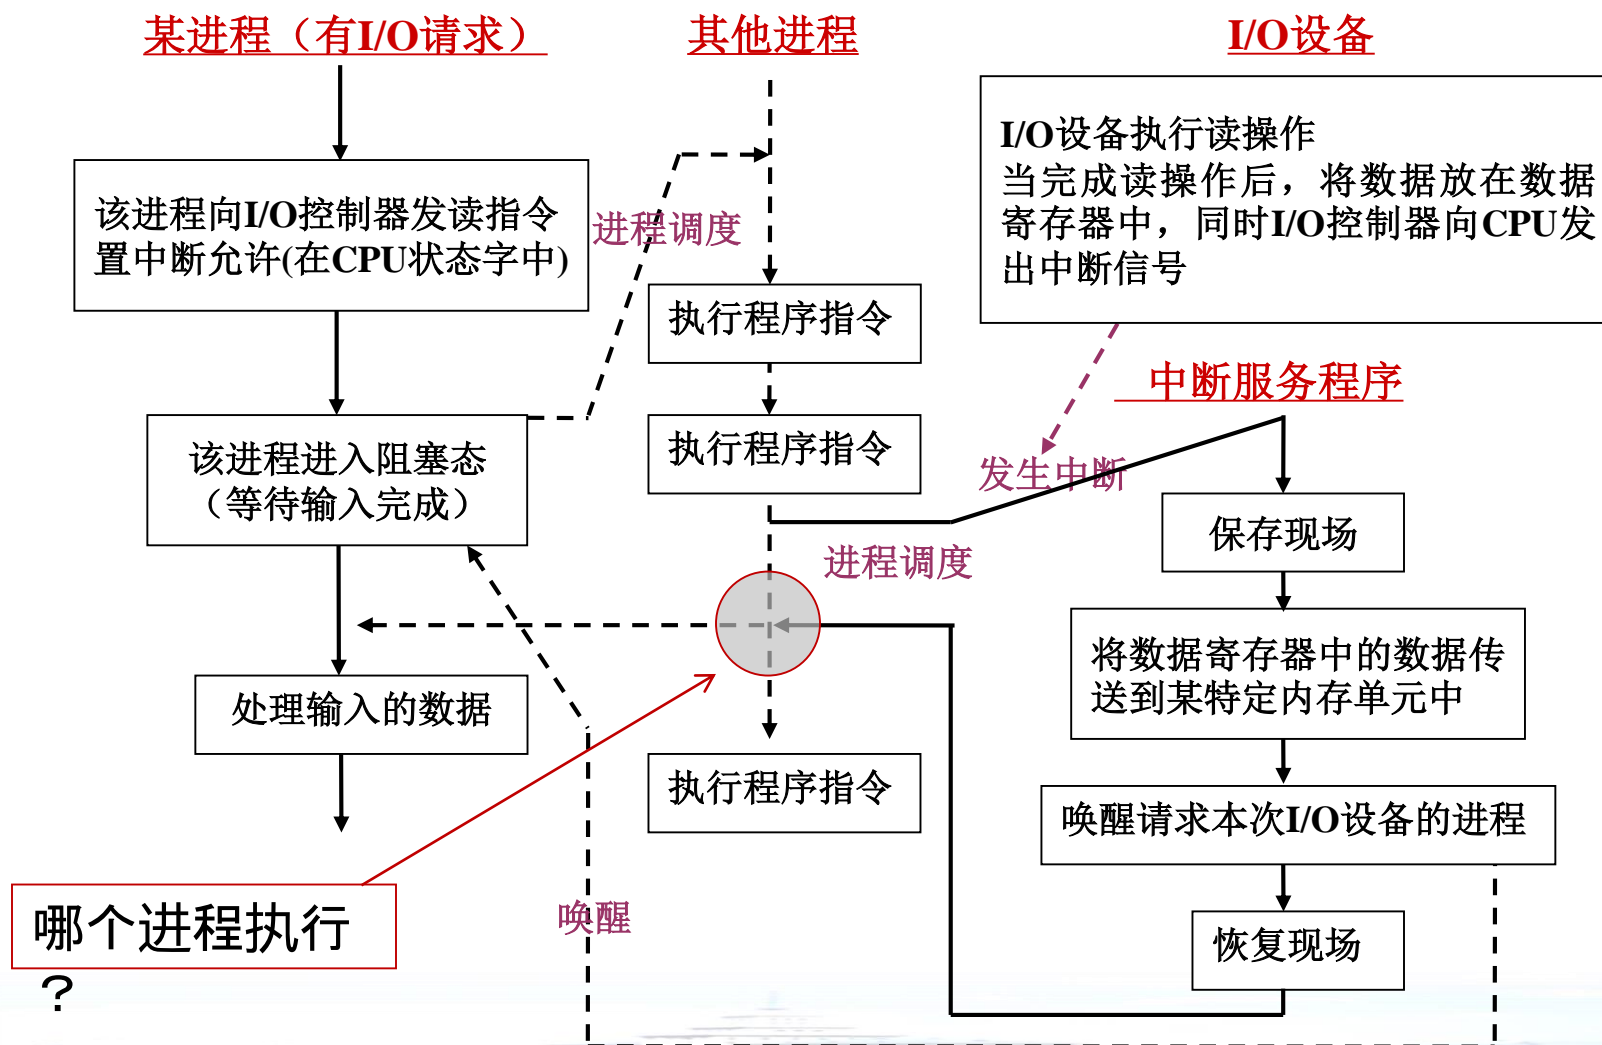 某进程（有I/O请求）
其他进程
I/O设备
I/O设备执行读操作
当完成读操作后，将数据放在数据
寄存器中，同时I/O控制器向CPU发
出中断信号
该进程向I/O控制器发读指令
置中断允许(在CPU状态字中)
进程调度
执行程序指令
中断服务程序
执行程序指令
该进程进入阻塞态
（等待输入完成）
发生中断
保存现场
进程调度
将数据寄存器中的数据传
送到某特定内存单元中
处理输入的数据
执行程序指令
唤醒请求本次I/O设备的进程
哪个进程执行
？
唤醒
恢复现场